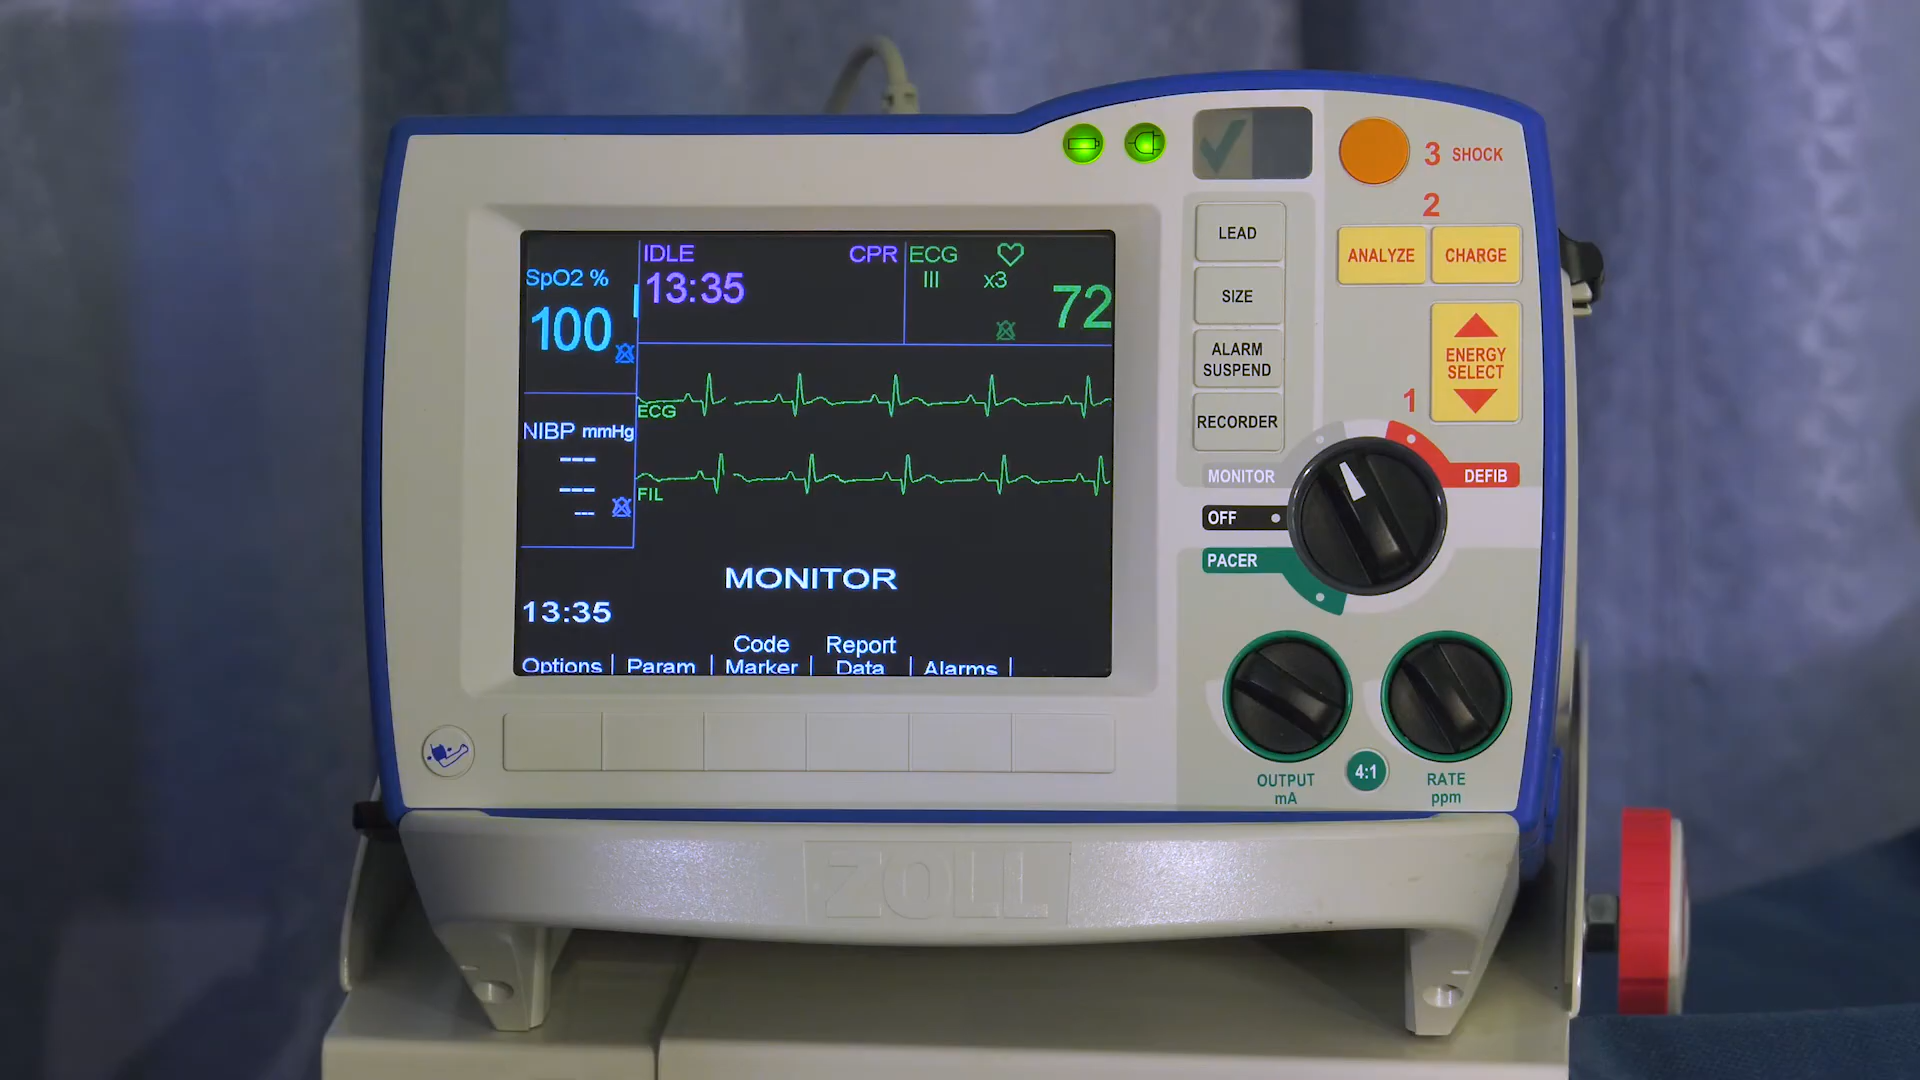 SpO2 %
100
IDLE
13:35
CPR
ECG
III
x3
72
ECG
NIBP mmHg
---
---
--
FIL
MONITOR
13:35
Options
Param
Code
Marker
Report
Data
Alarms
3 SHOCK
2
ANALYZE
CHARGE
ENERGY
SELECT
1
LEAD
SIZE
ALARM
SUSPEND
RECORDER
MONITOR
DEFIB
OFF
PACER
OUTPUT
mA
4:1
RATE
ppm
ZOLL